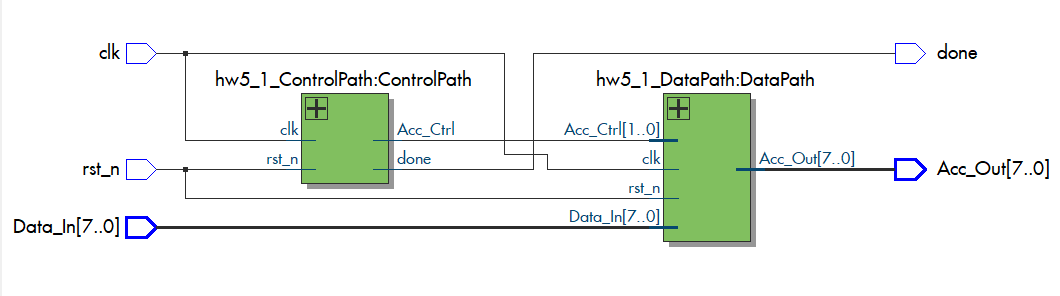 clk
done
hw5_1_ControlPath:ControlPath
hw5_1_DataPath:DataPath
clk
Acc_Ctrl
Acc_Ctrl[1..0]
rst_n
rst_n
done
clk
Acc_Out[7..0]
Acc_Out[7..0]
rst_n
Data_In[7..0]
Data_In[7..0]